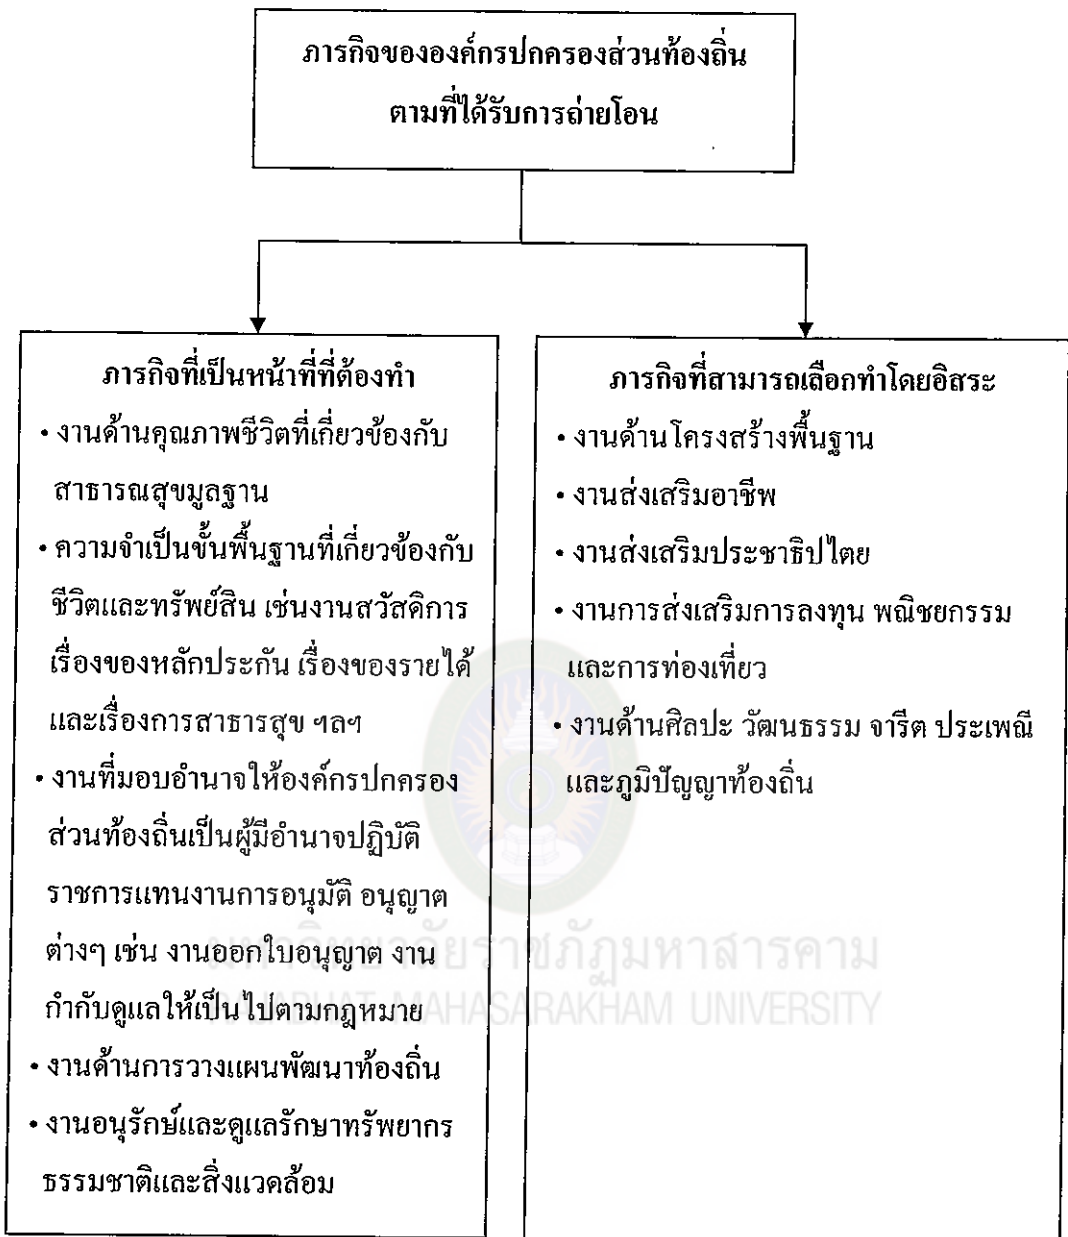 ภารกิจขององค์กรปกครองส่วนท้องถิ่น
ตามที่ได้รับการถ่ายโอน
ภารกิจที่เป็นหน้าที่ที่ต้องทำ
• งานด้านคุณภาพชีวิตที่เกี่ยวข้องกับ
สาธารณสุขมูลฐาน
• ความจำเป็นขั้นพื้นฐานที่เกี่ยวข้องกับ
ชีวิตและทรัพย์สิน เช่นงานสวัสดิการ
เรื่องของหลักประกัน เรื่องของรายได้
และเรื่องการสาธารสุข ฯลฯ
• งานที่มอบอำนาจให้องค์กรปกครอง
ส่วนท้องถิ่นเป็นผู้มีอำนาจปฏิบัติ
ราชการแทนงานการอนุมัติ อนุญาต
ต่างๆ เช่น งานออกใบอนุญาต งาน
กำกับดูแลให้เป็นไปตามกฎหมาย
• งานด้านการวางแผนพัฒนาท้องถิ่น
• งานอนุรักษ์และดูแลรักษาทรัพยากร
ธรรมชาติและสิ่งแวดล้อม
ภารกิจที่สามารถเลือกทำโดยอิสระ
• งานด้านโครงสร้างพื้นฐาน
• งานส่งเสริมอาชีพ
• งานส่งเสริมประชาธิปไตย
• งานการส่งเสริมการลงทุน พณิชยกรรม
และการท่องเที่ยว
• งานด้านศิลปะ วัฒนธรรม จารีต ประเพณี
และภูมิปัญญาท้องถิ่น
มหาวิทยาลัยราชภัฏมหาสารคาม
RAJABHAT MAHASARAKHAM UNIVERSITY